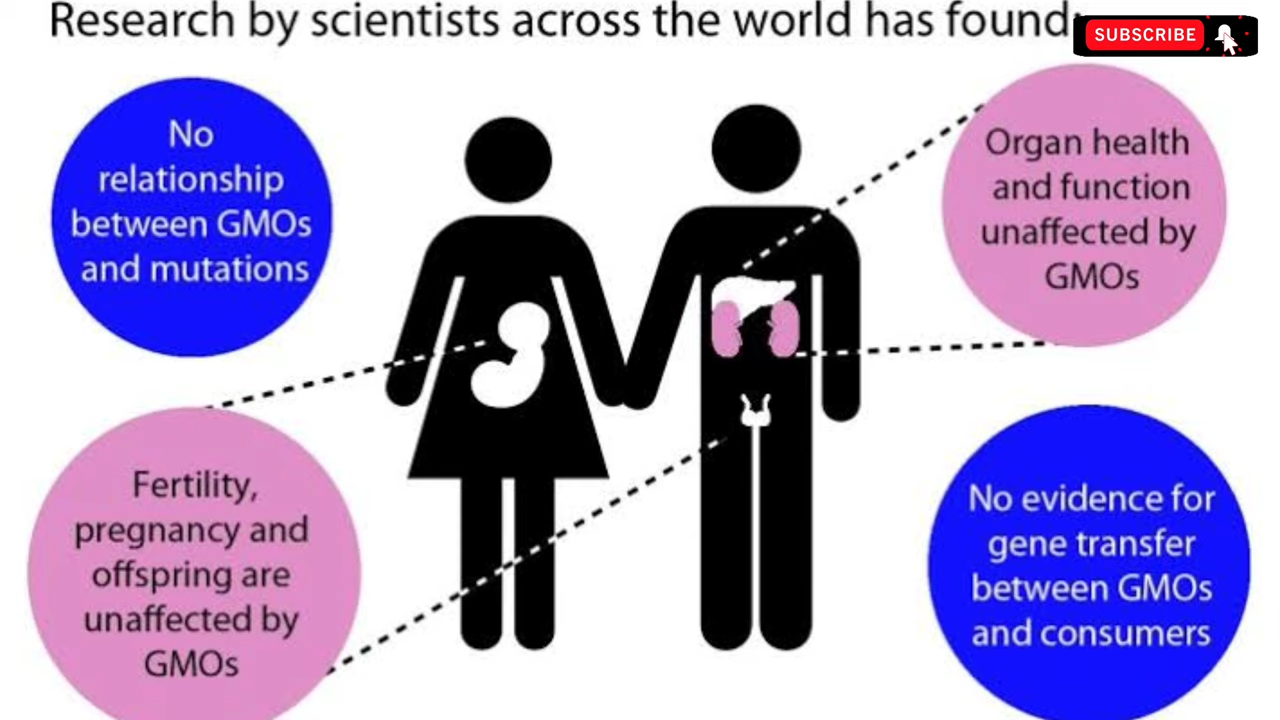 Research by scientists across the world has found:
SUBSCRIBE
No
relationship
between GMOs
and mutations
Organ health
and function
unaffected by
GMOs
Fertility,
pregnancy and
offspring are
unaffected by
GMOs
No evidence for
gene transfer
between GMOs
and consumers